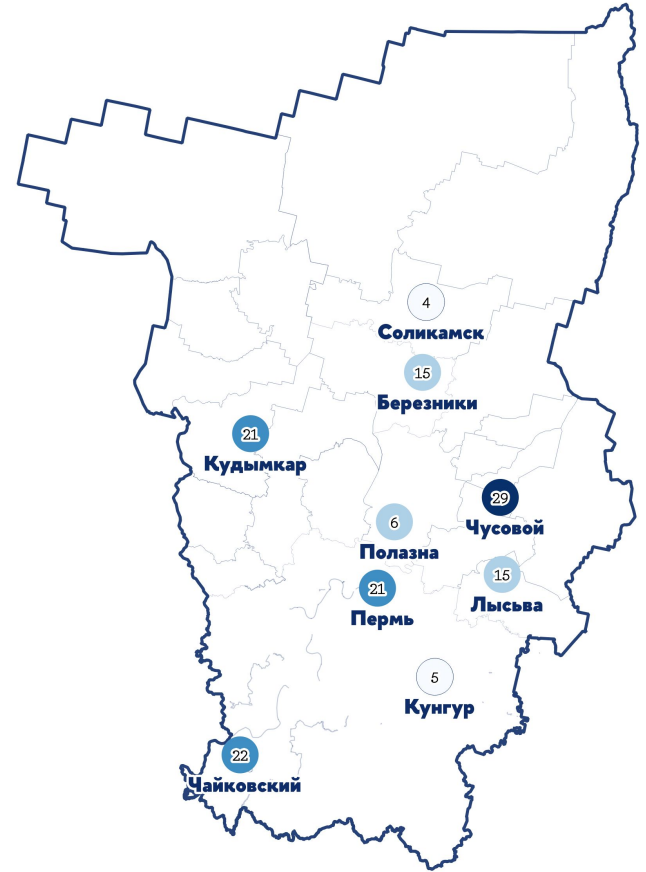 4
Соликамск
15
Березники
21
Кудымкар
29
Чусовой
6
Полазна
15
Лысьва
21
Пермь
5
Кунгур
22
Чайковский